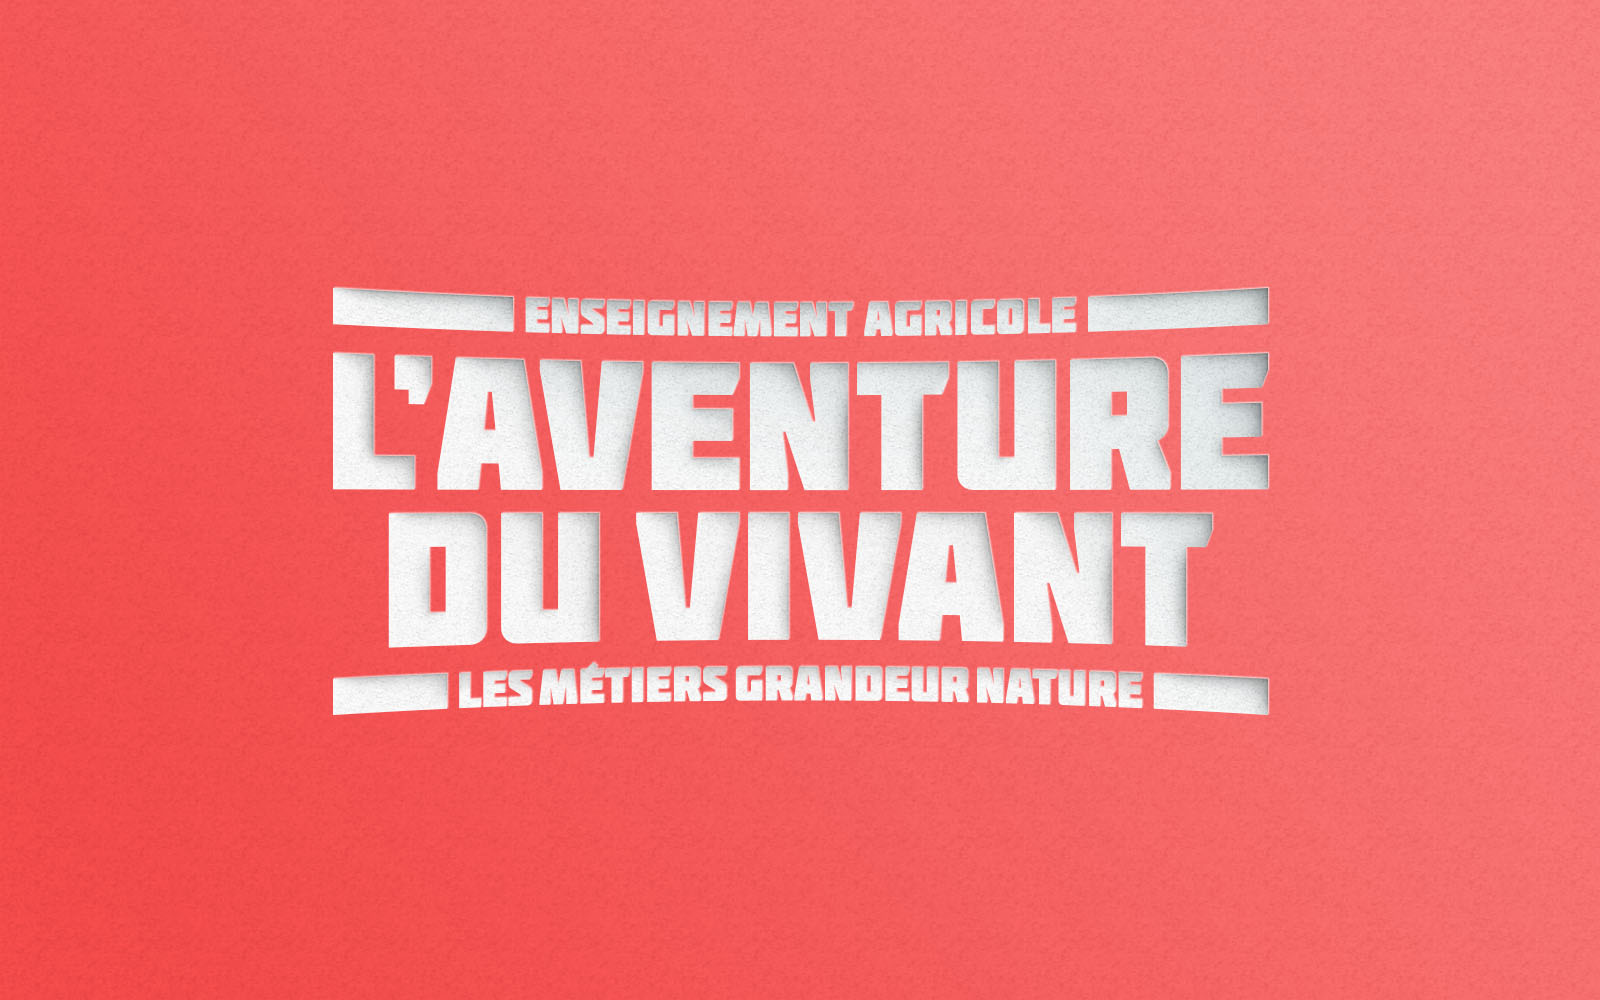 ENSEIGNEMENT AGRICOLE
L'AVENTURE
DU VIVANT
LES MÉTIERS GRANDEUR NATURE